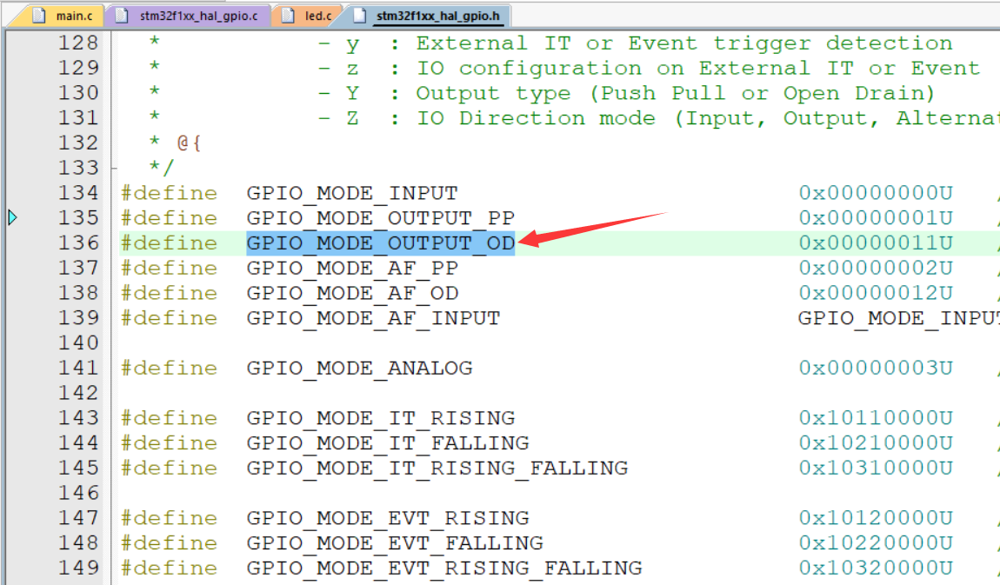 main.c stm32f1xx_hal_gpio.c led.c stm32f1xx_hal_gpio.h
128 * - y : External IT or Event trigger detection
129 * - z : IO configuration on External IT or Event
130 * - Y : Output type (Push Pull or Open Drain)
131 * - Z : IO Direction mode (Input, Output, Alternat
132 * @{
133 */
134 #define GPIO_MODE_INPUT 0x00000000U /
135 #define GPIO_MODE_OUTPUT_PP 0x00000001U /
136 #define GPIO_MODE_OUTPUT_OD 0x00000011U /
137 #define GPIO_MODE_AF_PP 0x00000002U /
138 #define GPIO_MODE_AF_OD 0x00000012U /
139 #define GPIO_MODE_AF_INPUT GPIO_MODE_INPUT
140
141 #define GPIO_MODE_ANALOG 0x00000003U /
142
143 #define GPIO_MODE_IT_RISING 0x10110000U /
144 #define GPIO_MODE_IT_FALLING 0x10210000U /
145 #define GPIO_MODE_IT_RISING_FALLING 0x10310000U /
146
147 #define GPIO_MODE_EVT_RISING 0x10120000U /
148 #define GPIO_MODE_EVT_FALLING 0x10220000U /
149 #define GPIO_MODE_EVT_RISING_FALLING 0x10320000U /